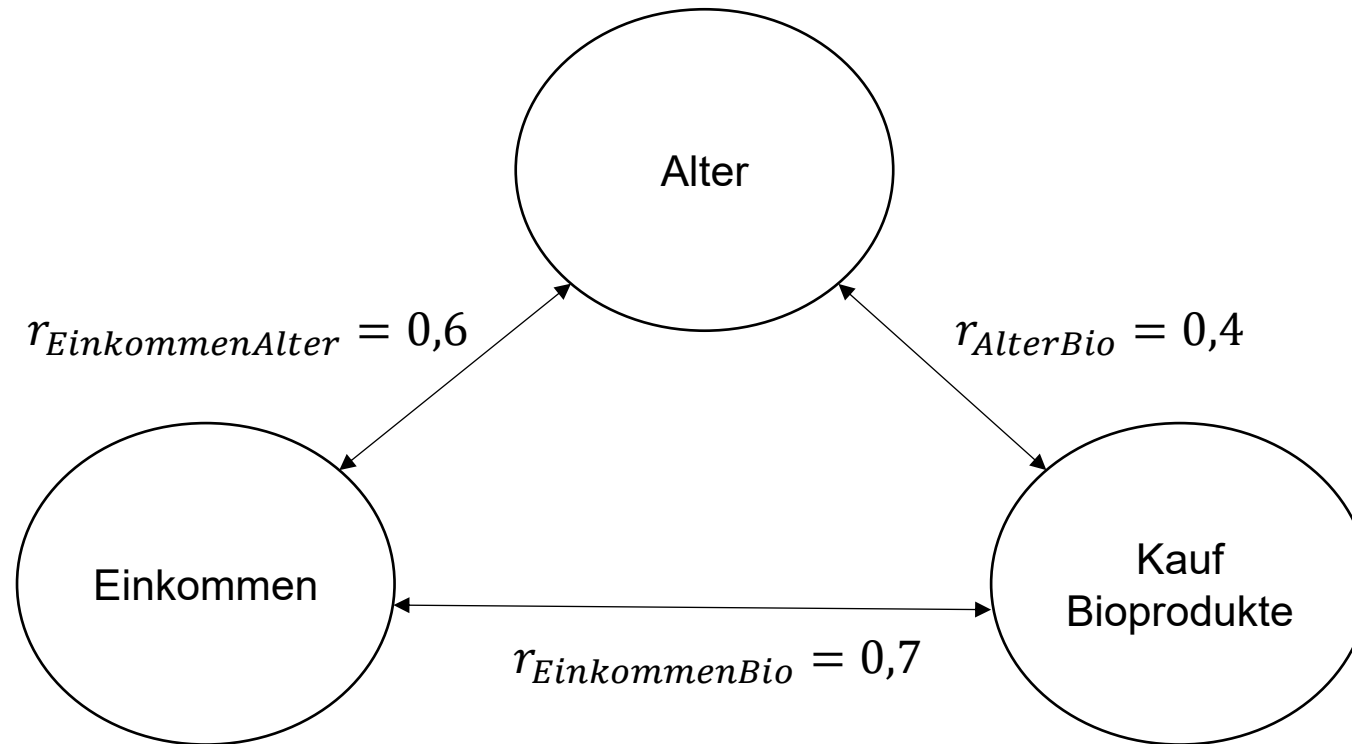 Alter
r_EinkommenAlter = 0,6
r_AlterBio = 0,4
Einkommen
Kauf
Bioprodukte
r_EinkommenBio = 0,7